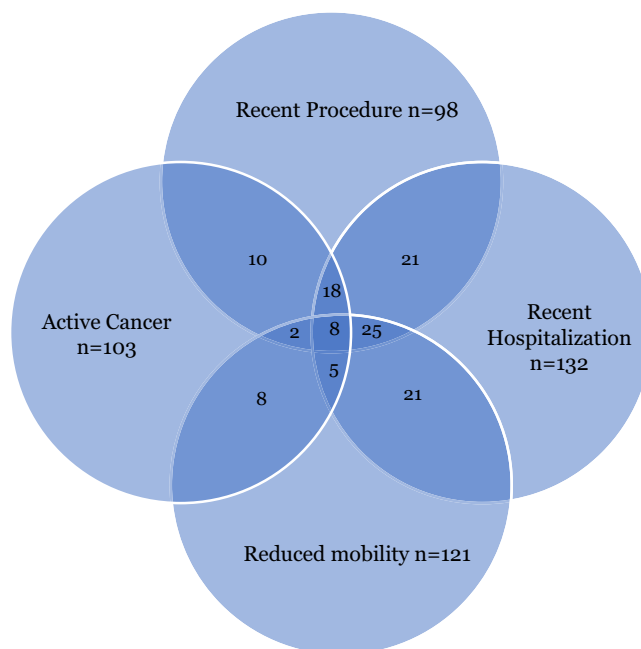 Recent Procedure n=98
10
21
18
Active Cancer
n=103
2
8
25
Recent
Hospitalization
n=132
5
8
21
Reduced mobility n=121